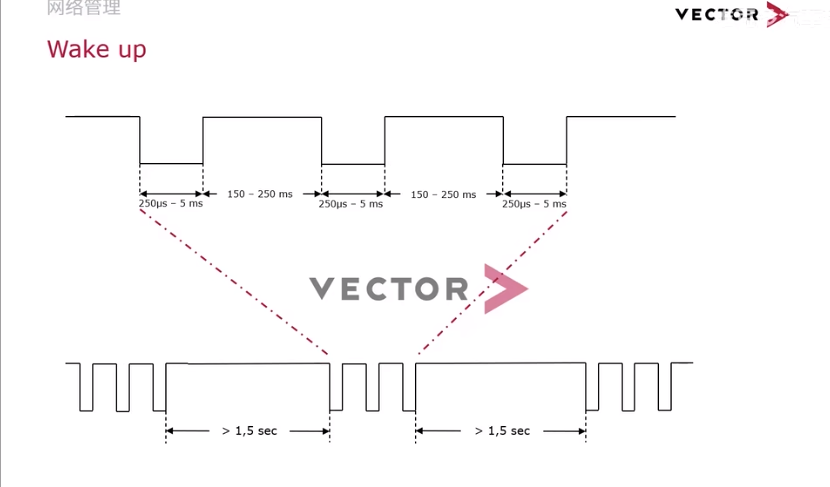 网络管理
VECTOR
Wake up
150 – 250 ms
150 – 250 ms
250µs – 5 ms
250µs – 5 ms
250µs – 5 ms
VECTOR
> 1,5 sec
> 1,5 sec